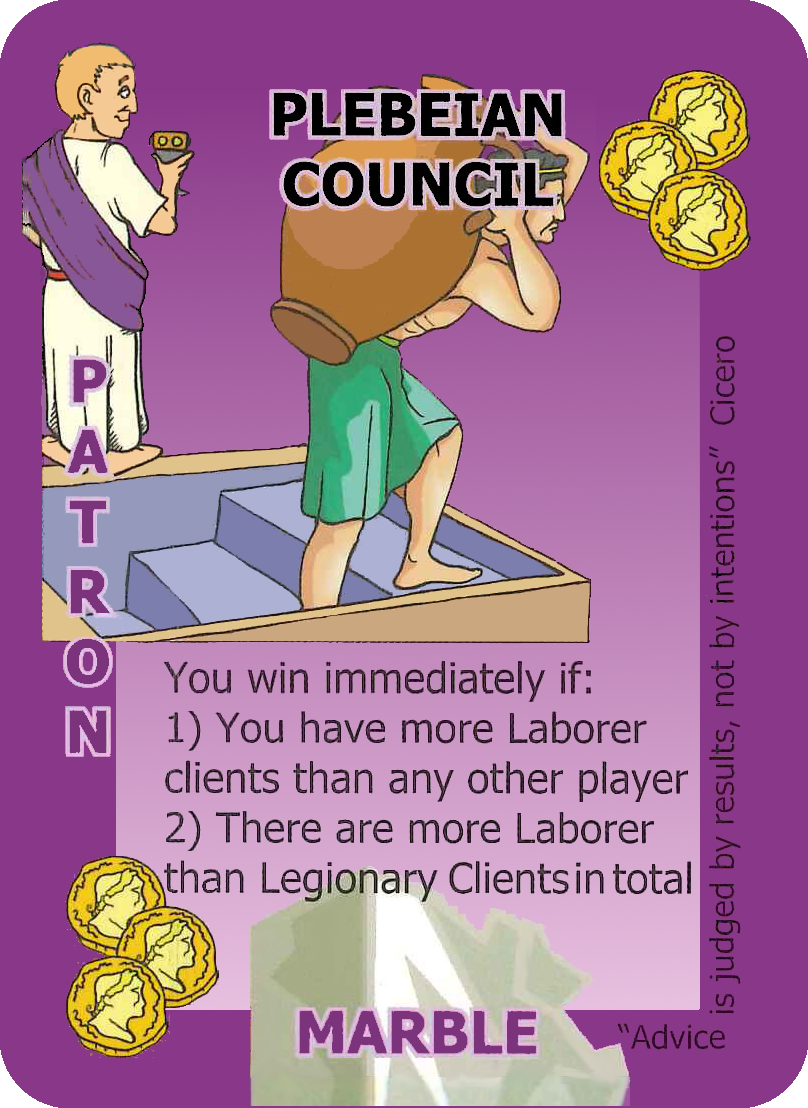 PLEBEIAN
COUNCIL
PATRON
You win immediately if:
1) You have more Laborer
clients than any other player
2) There are more Laborer
than Legionary Clients in total
MARBLE
"Advice
is judged by results, not by intentions" Cicero